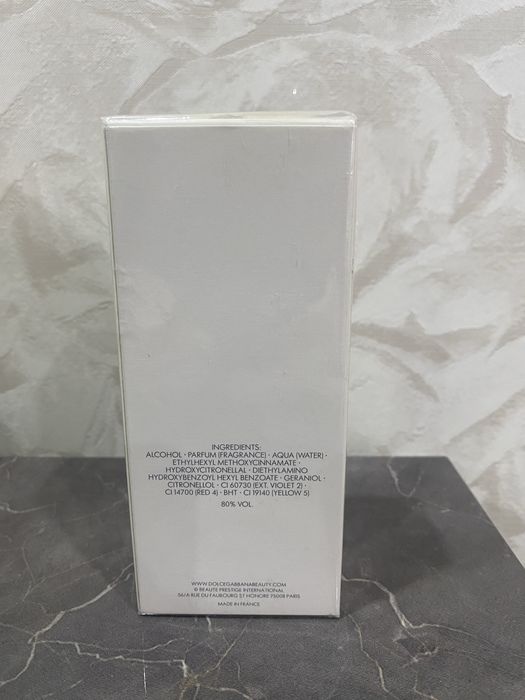 INGREDIENTS:
ALCOHOL · PARFUM (FRAGRANCE) · AQUA (WATER) ·
ETHYLHEXYL METHOXYCINNAMATE ·
HYDROXYCITRONELLAL · DIETHYLAMINO
HYDROXYBENZOYL HEXYL BENZOATE · GERANIOL ·
CITRONELLOL · CI 60730 (EXT. VIOLET 2) ·
CI 14700 (RED 4) · BHT · CI 19140 (YELLOW 5)
80% VOL.
WWW.DOLCEGABBANABEAUTY.COM
© BEAUTE PRESTIGE INTERNATIONAL
56/A RUE DU FAUBOURG ST HONORE 75008 PARIS
MADE IN FRANCE